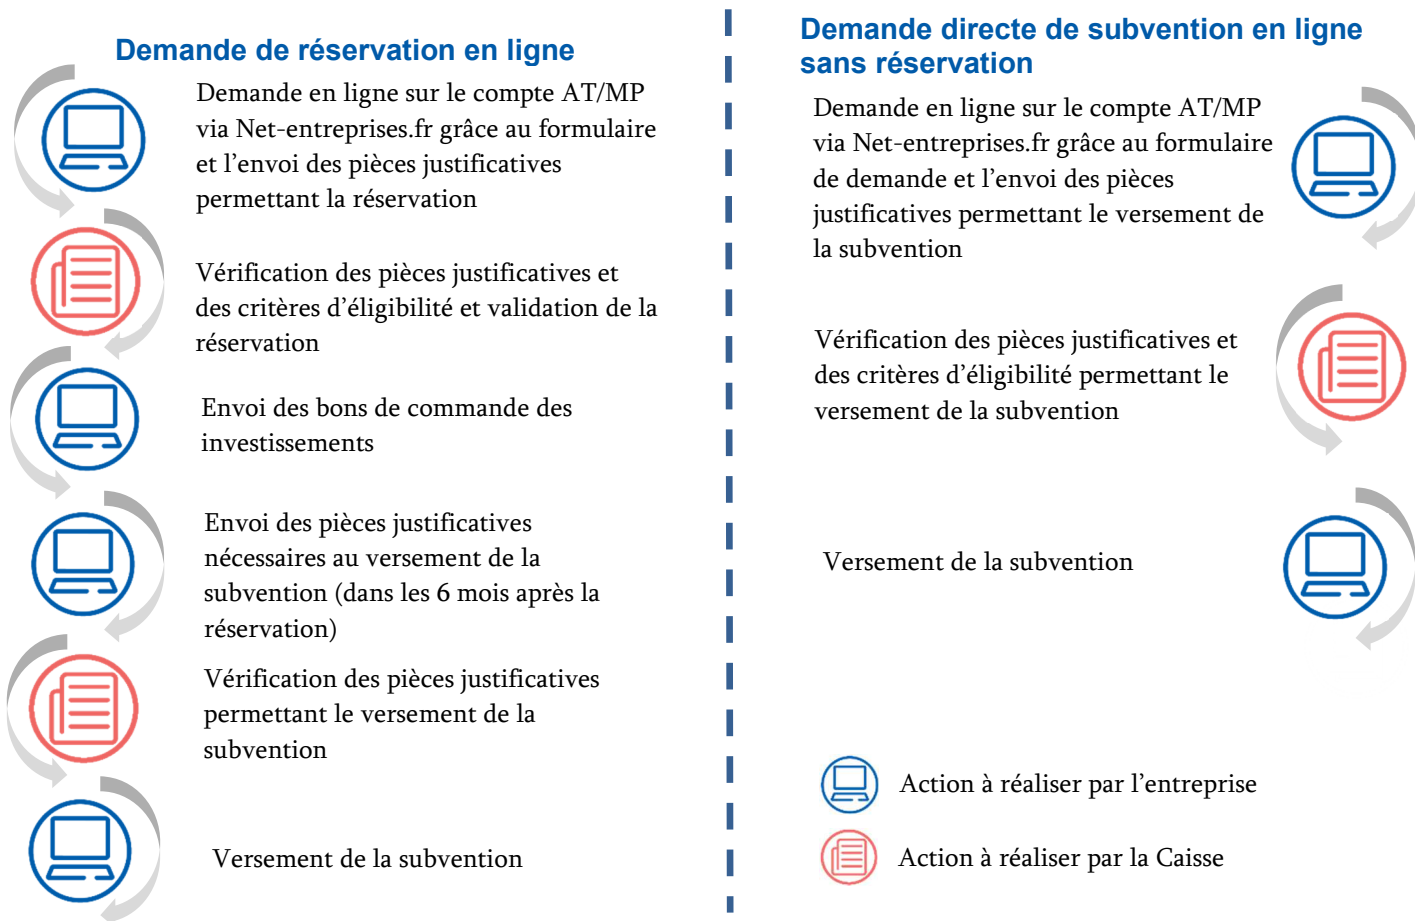 Demande de réservation en ligne
Demande en ligne sur le compte AT/MP
via Net-entreprises.fr grâce au formulaire
et l’envoi des pièces justificatives
permettant la réservation
Vérification des pièces justificatives et
des critères d'éligibilité et validation de la
réservation
Envoi des bons de commande des
investissements
Envoi des pièces justificatives
nécessaires au versement de la
subvention (dans les 6 mois après la
réservation)
Vérification des pièces justificatives
permettant le versement de la
subvention
Versement de la subvention
Demande directe de subvention en ligne
sans réservation
Demande en ligne sur le compte AT/MP
via Net-entreprises.fr grâce au formulaire
de demande et l’envoi des pièces
justificatives permettant le versement de
la subvention
Vérification des pièces justificatives et
des critères d’éligibilité permettant le
versement de la subvention
Versement de la subvention
Action à réaliser par l’entreprise
Action à réaliser par la Caisse